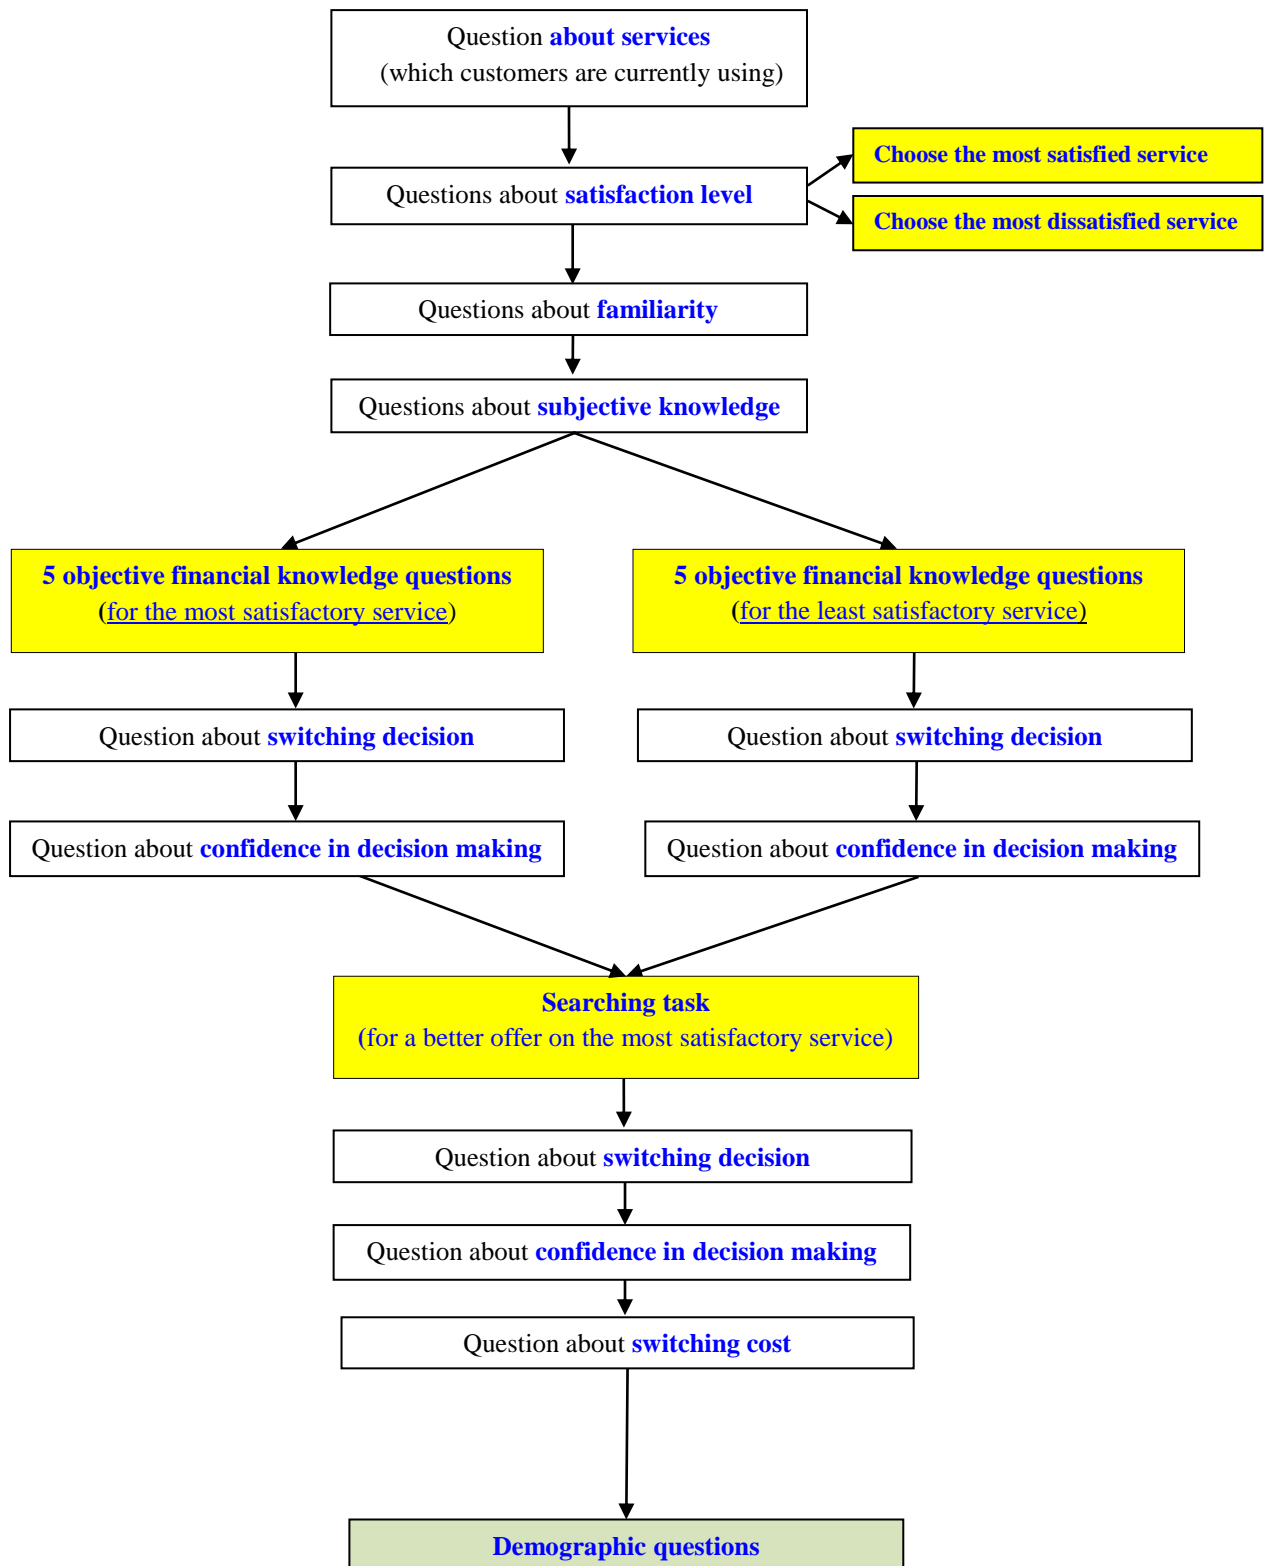 Question about services
(which customers are currently using)
Choose the most satisfied service
Questions about satisfaction level
Choose the most dissatisfied service
Questions about familiarity
Questions about subjective knowledge
5 objective financial knowledge questions
(for the most satisfactory service)
5 objective financial knowledge questions
(for the least satisfactory service)
Question about switching decision
Question about switching decision
Question about confidence in decision making
Question about confidence in decision making
Searching task
(for a better offer on the most satisfactory service)
Question about switching decision
Question about confidence in decision making
Question about switching cost
Demographic questions